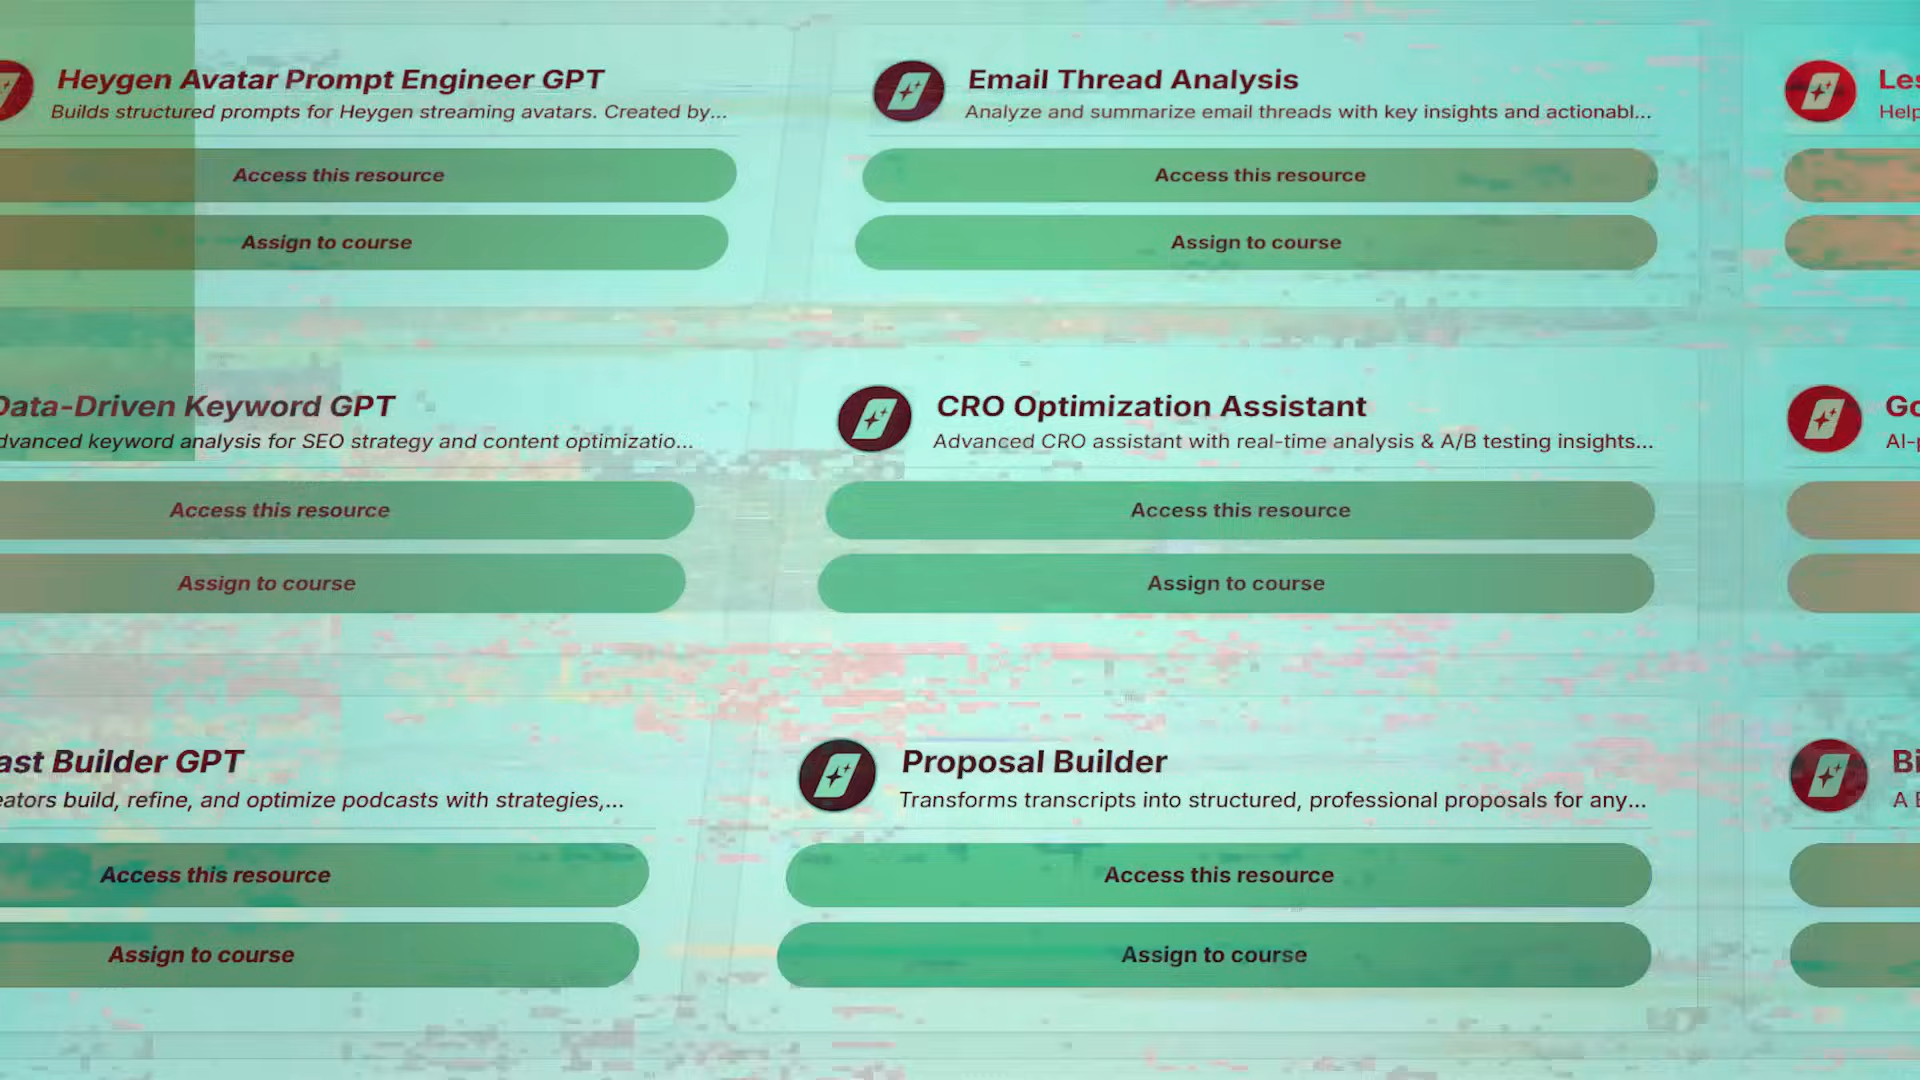 Heygen Avatar Prompt Engineer GPT
Builds structured prompts for Heygen streaming avatars. Created by...
Access this resource
Assign to course
Email Thread Analysis
Analyze and summarize email threads with key insights and actionabl...
Access this resource
Assign to course
Data-Driven Keyword GPT
dvanced keyword analysis for SEO strategy and content optimizatio...
Access this resource
Assign to course
CRO Optimization Assistant
Advanced CRO assistant with real-time analysis & A/B testing insights...
Access this resource
Assign to course
ast Builder GPT
eators build, refine, and optimize podcasts with strategies,...
Access this resource
Assign to course
Proposal Builder
Transforms transcripts into structured, professional proposals for any...
Access this resource
Assign to course